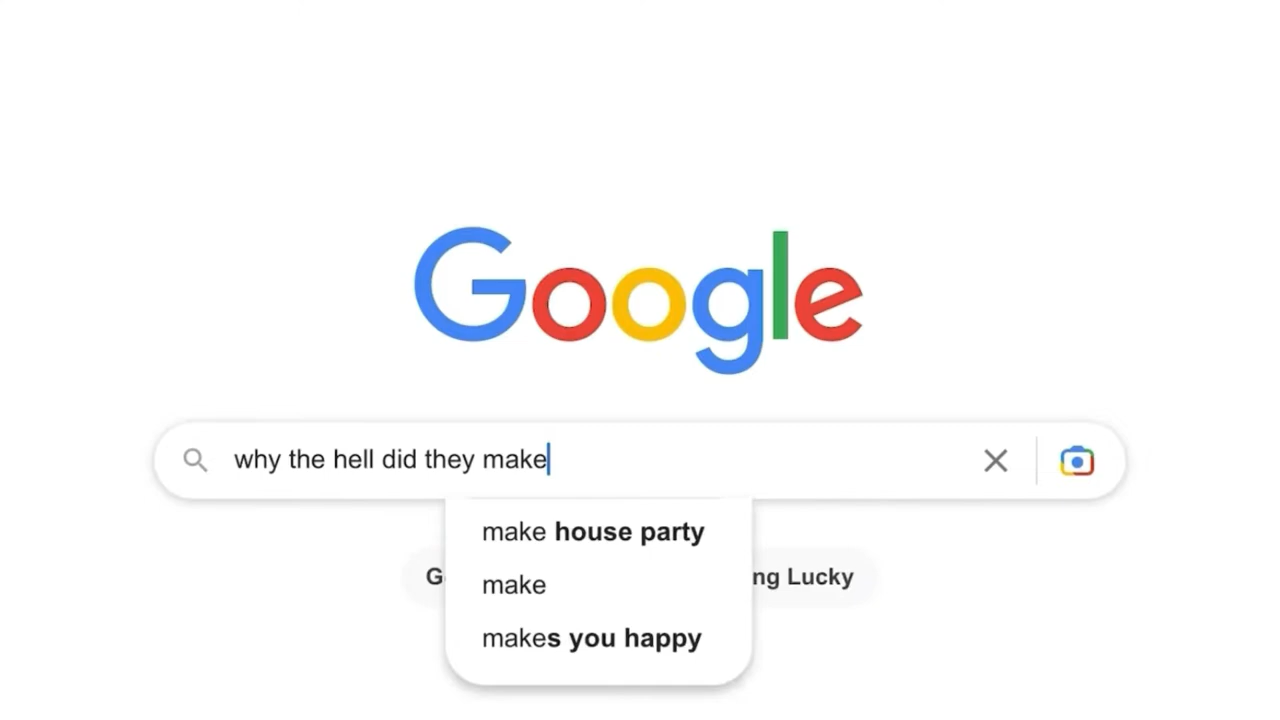 Google
why the hell did they make
make house party
G
ng Lucky
make
makes you happy